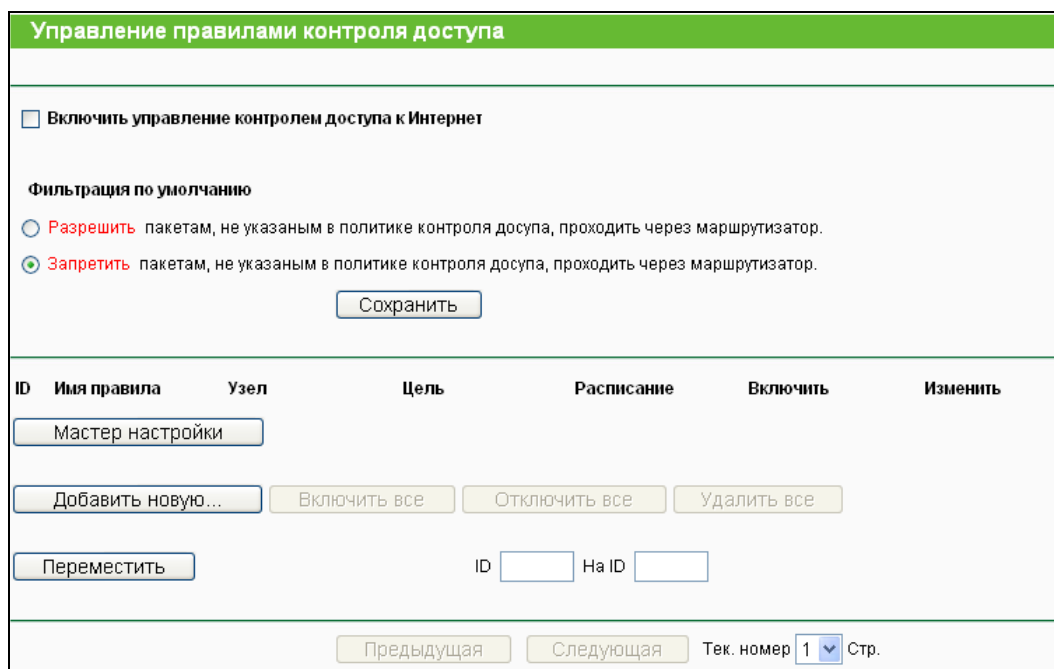 Управление правилами контроля доступа
Включить управление контролем доступа к Интернет
Фильтрация по умолчанию
Разрешить пакетам, не указаным в политике контроля досупа, проходить через маршрутизатор.
Запретить пакетам, не указаным в политике контроля досупа, проходить через маршрутизатор.
Сохранить
ID Имя правила Узел Цель Расписание Включить Изменить
Мастер настройки
Добавить новую... Включить все Отключить все Удалить все
Переместить ID На ID
Предыдущая Следующая Тек. номер 1 Стр.